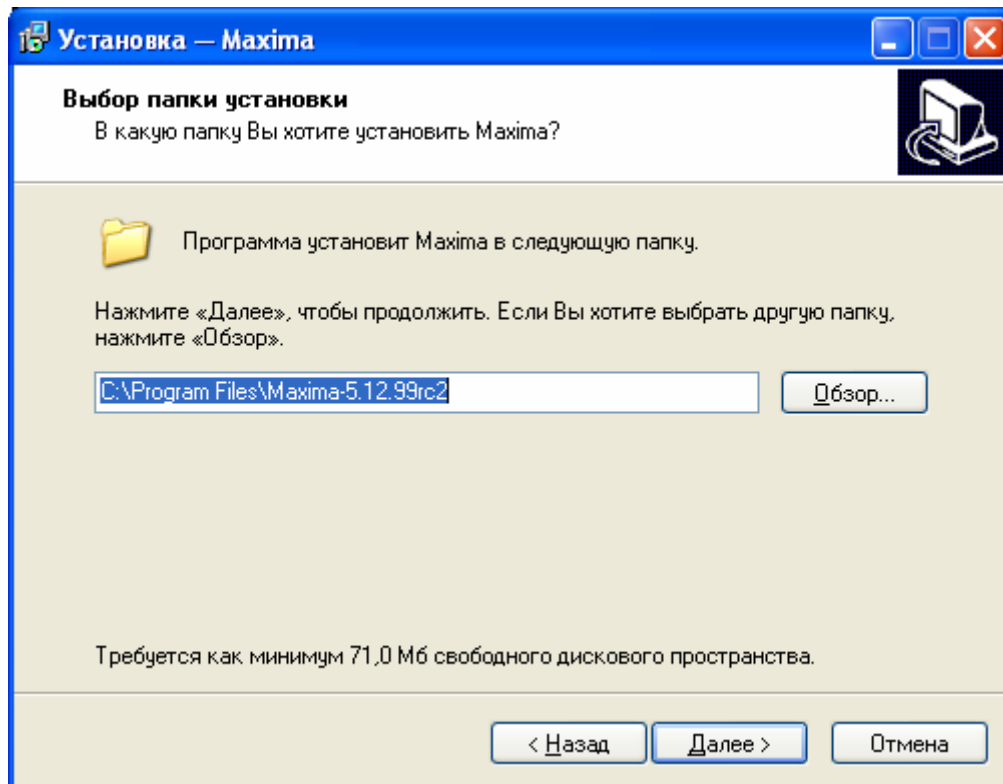 Установка — Maxima
Выбор папки установки
В какую папку Вы хотите установить Maxima?
Программа установит Maxima в следующую папку.
Нажмите «Далее», чтобы продолжить. Если Вы хотите выбрать другую папку,
нажмите «Обзор».
C:\Program Files\Maxima-5.12.99rc2
Обзор...
Требуется как минимум 71,0 Мб свободного дискового пространства.
< Назад
Далее >
Отмена